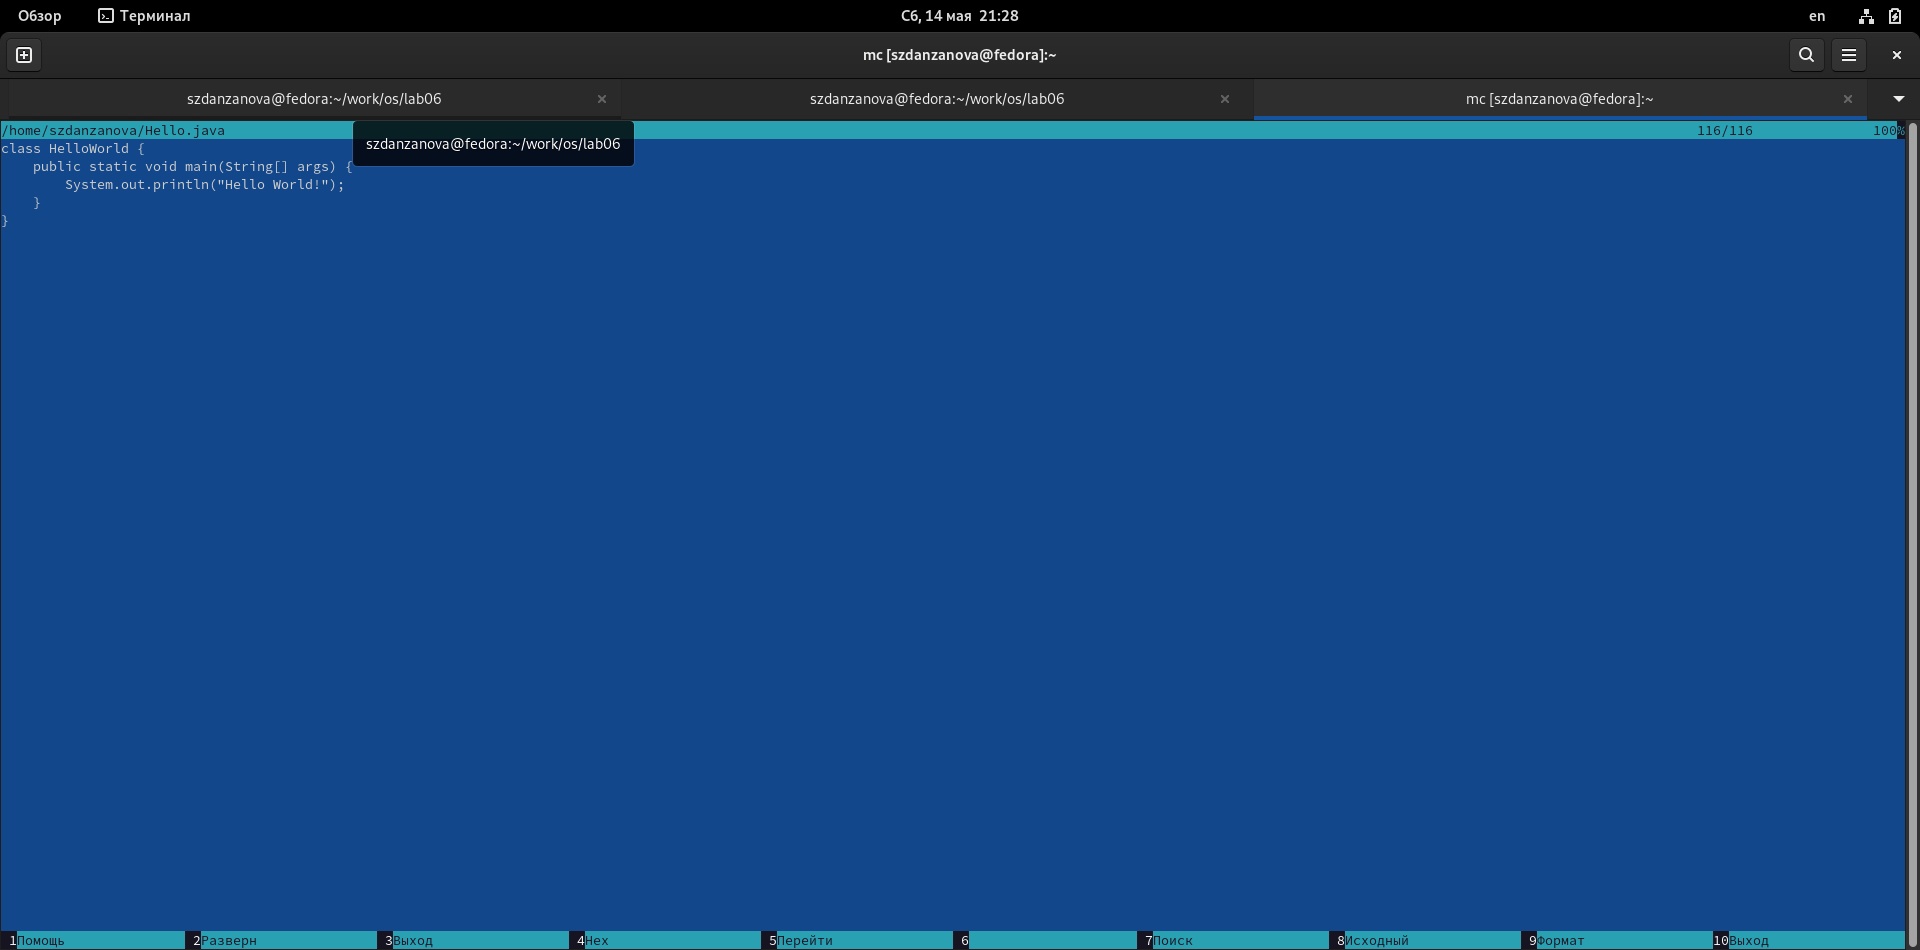 Обзор Терминал Сб, 14 мая 21:28 en
mc [szdanzanova@fedora]:~
szdanzanova@fedora:~/work/os/lab06 szdanzanova@fedora:~/work/os/lab06 mc [szdanzanova@fedora]:~
/home/szdanzanova/Hello.java 116/116 100%
szdanzanova@fedora:~/work/os/lab06
class HelloWorld {
    public static void main(String[] args) {
        System.out.println("Hello World!");
    }
}
1Помощь 2Разверн 3Выход 4Hex 5Перейти 6 7Поиск 8Исходный 9Формат 10Выход